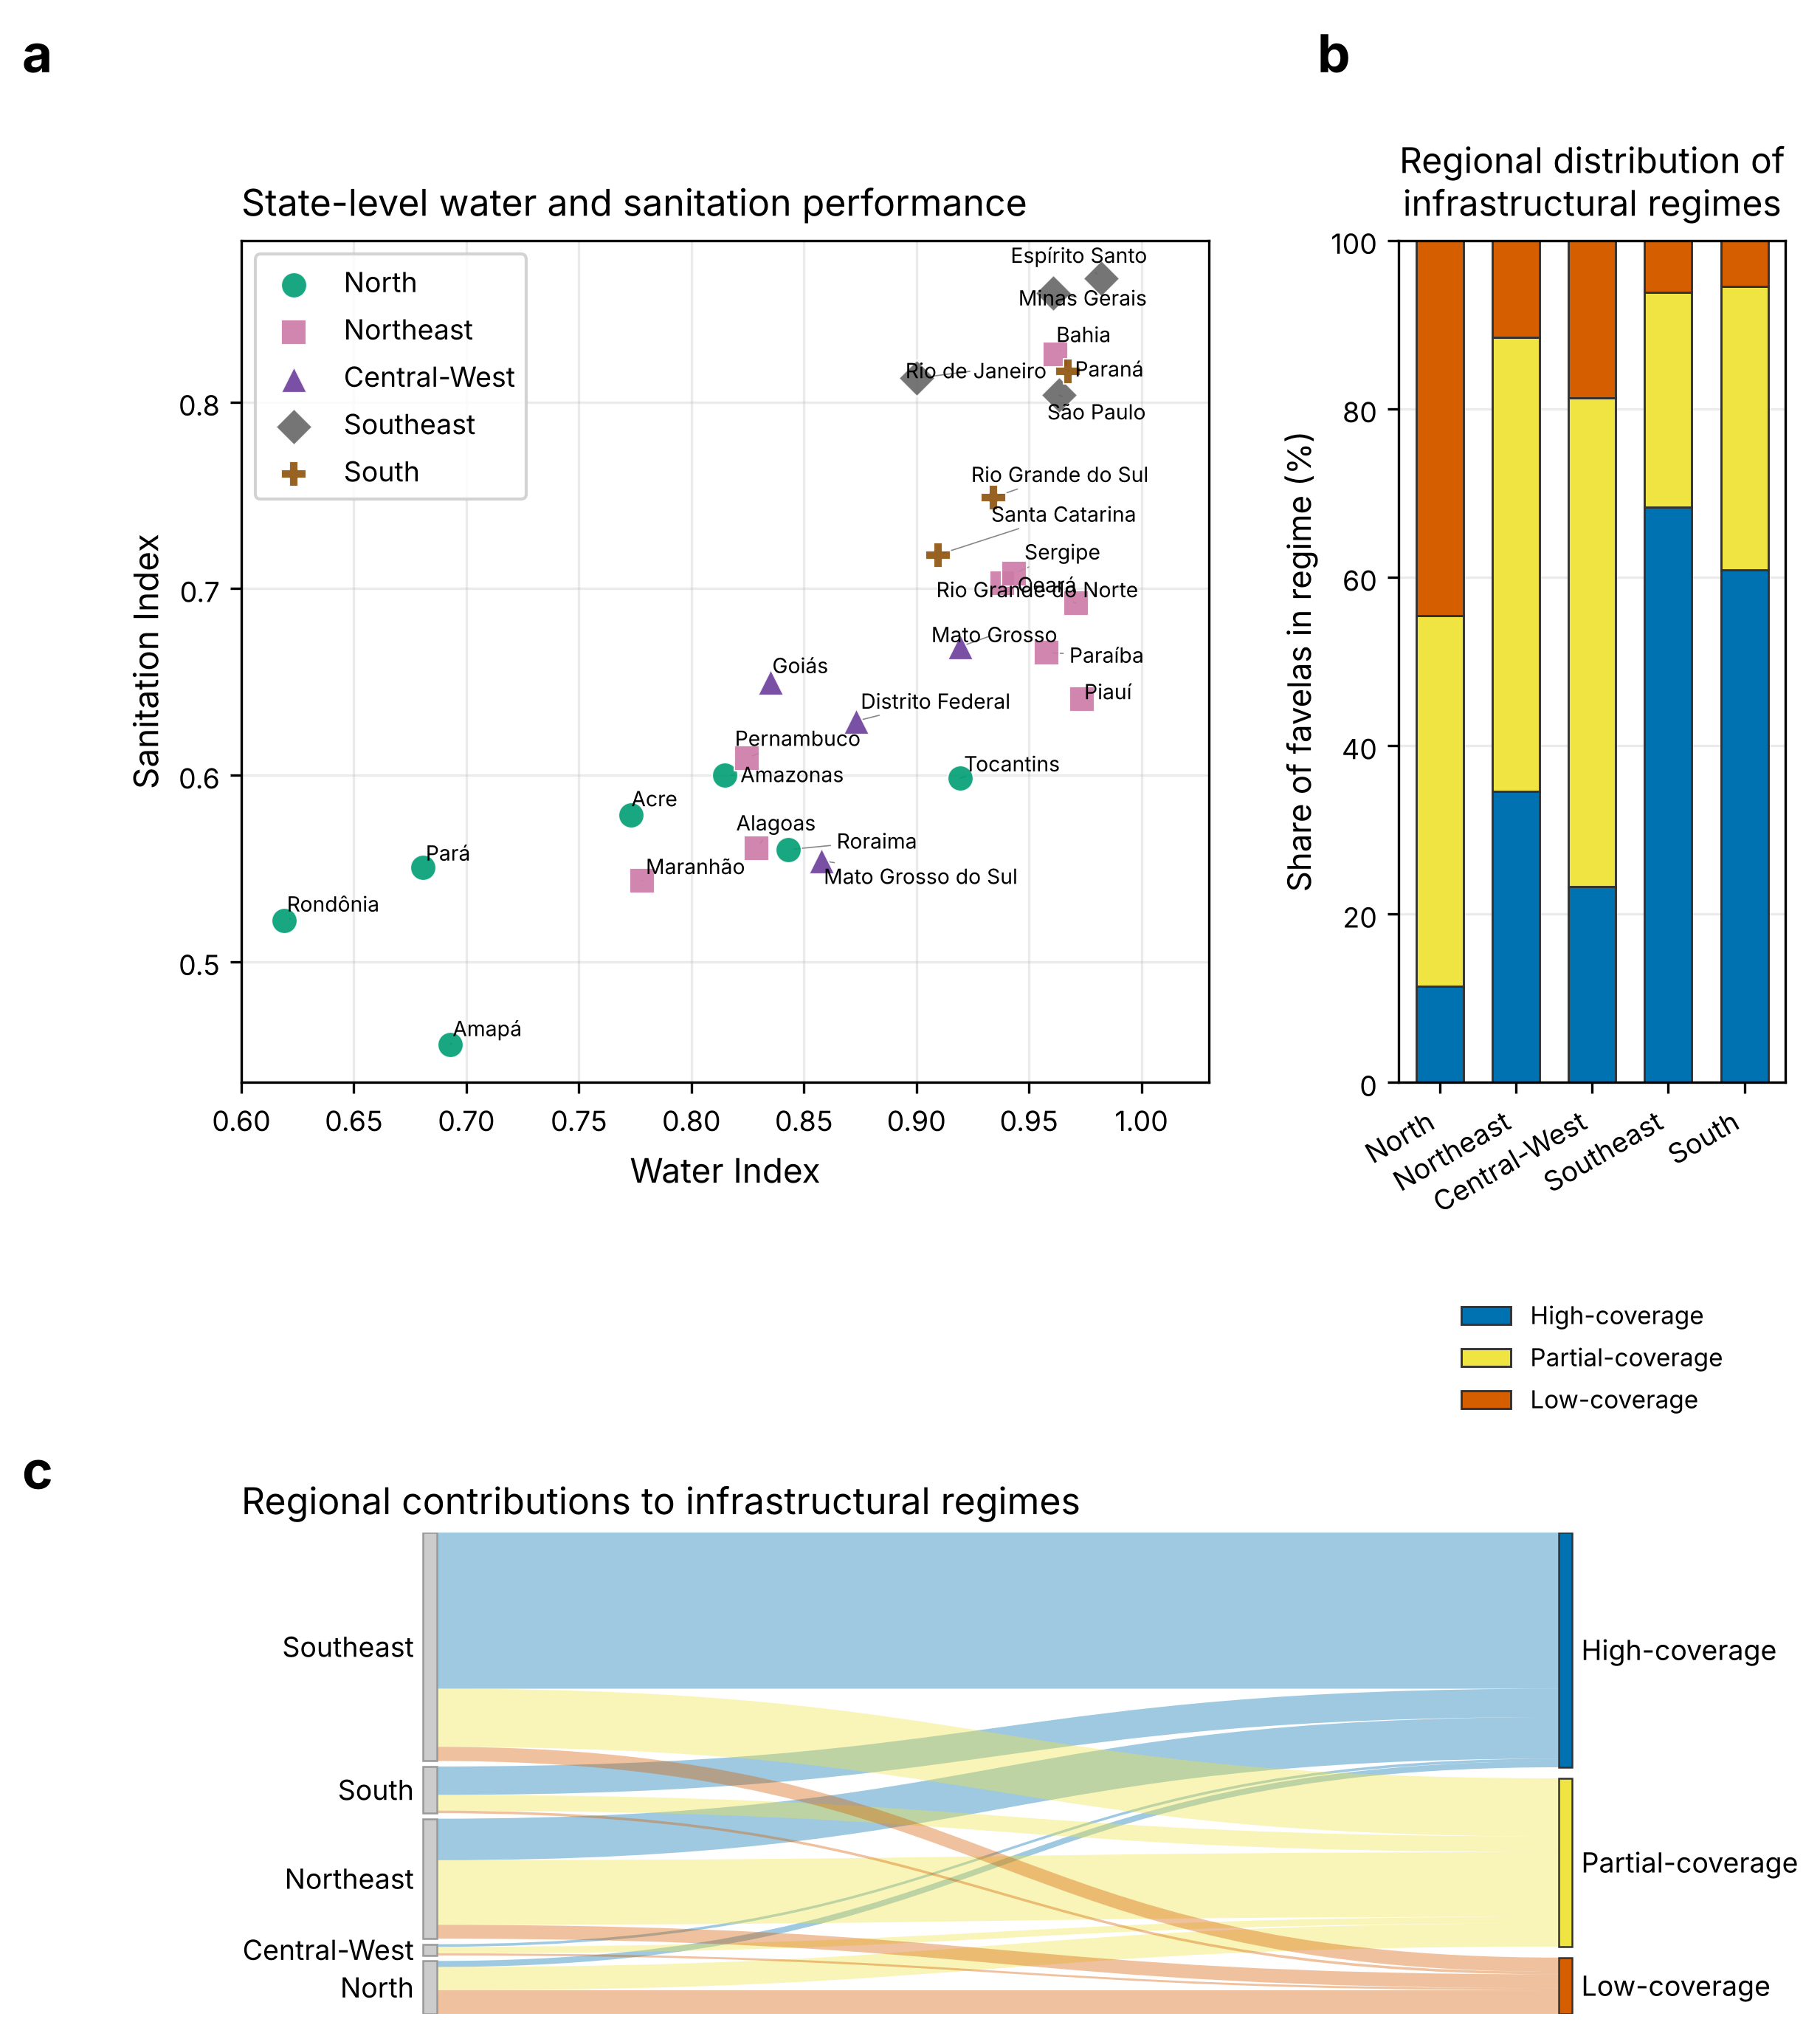 a
State-level water and sanitation performance
North
Northeast
Central-West
Southeast
South
Espírito Santo
Minas Gerais
Bahia
Rio de Janeiro
Paraná
São Paulo
Rio Grande do Sul
Santa Catarina
Sergipe
Ceará
Rio Grande do Norte
Mato Grosso
Paraíba
Goiás
Piauí
Distrito Federal
Pernambuco
Tocantins
Amazonas
Acre
Alagoas
Roraima
Pará
Maranhão
Mato Grosso do Sul
Rondônia
Amapá
0.8
0.7
0.6
0.5
Sanitation Index
0.60 0.65 0.70 0.75 0.80 0.85 0.90 0.95 1.00
Water Index
b
Regional distribution of
infrastructural regimes
100
80
60
40
20
0
Share of favelas in regime (%)
North
Northeast
Central-West
Southeast
South
High-coverage
Partial-coverage
Low-coverage
c
Regional contributions to infrastructural regimes
Southeast
South
Northeast
Central-West
North
High-coverage
Partial-coverage
Low-coverage